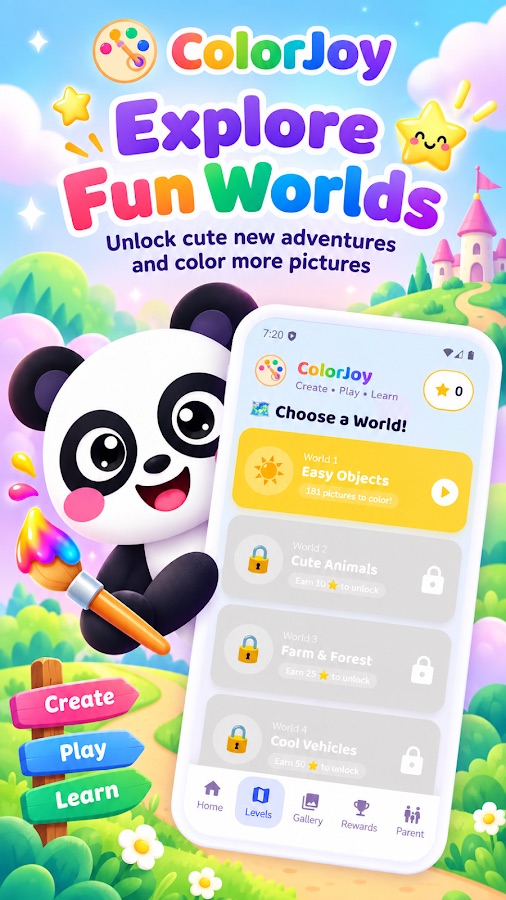 ColorJoy
Explore
Fun Worlds
Unlock cute new adventures
and color more pictures
7:20
ColorJoy
Create • Play • Learn
0
Choose a World!
World 1
Easy Objects
181 pictures to color!
World 2
Cute Animals
Earn 10 ⭐ to unlock
World 3
Farm & Forest
Earn 25 ⭐ to unlock
World 4
Cool Vehicles
Earn 50 ⭐ to unlock
Home
Levels
Gallery
Rewards
Parent
Create
Play
Learn